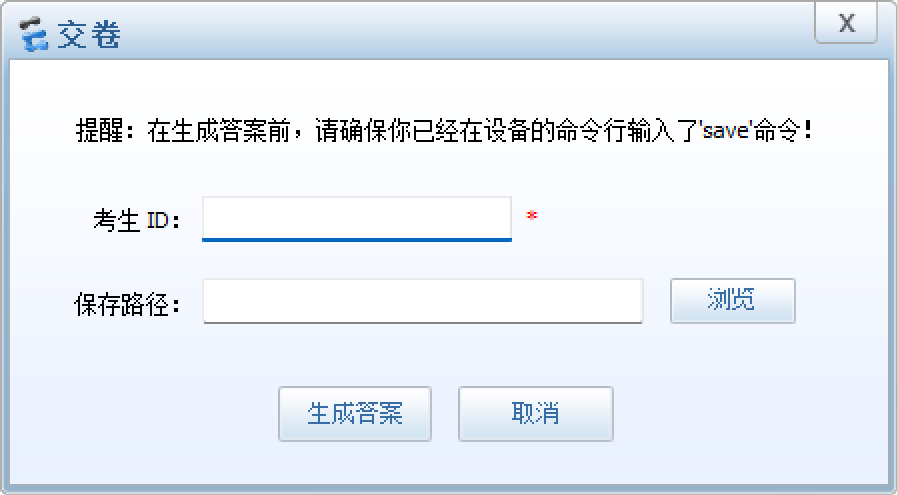 交卷
X
提醒：在生成答案前，请确保你已经在设备的命令行输入了'save'命令！
考生 ID：
*
保存路径：
浏览
生成答案
取消